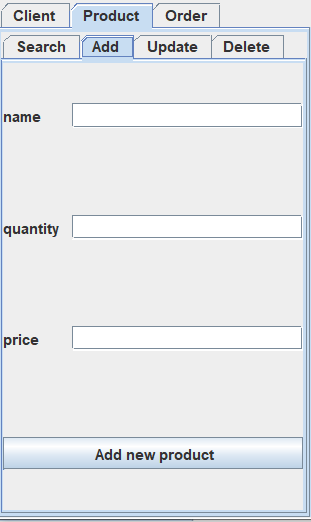 Client Product Order
Search Add Update Delete
name
quantity
price
Add new product